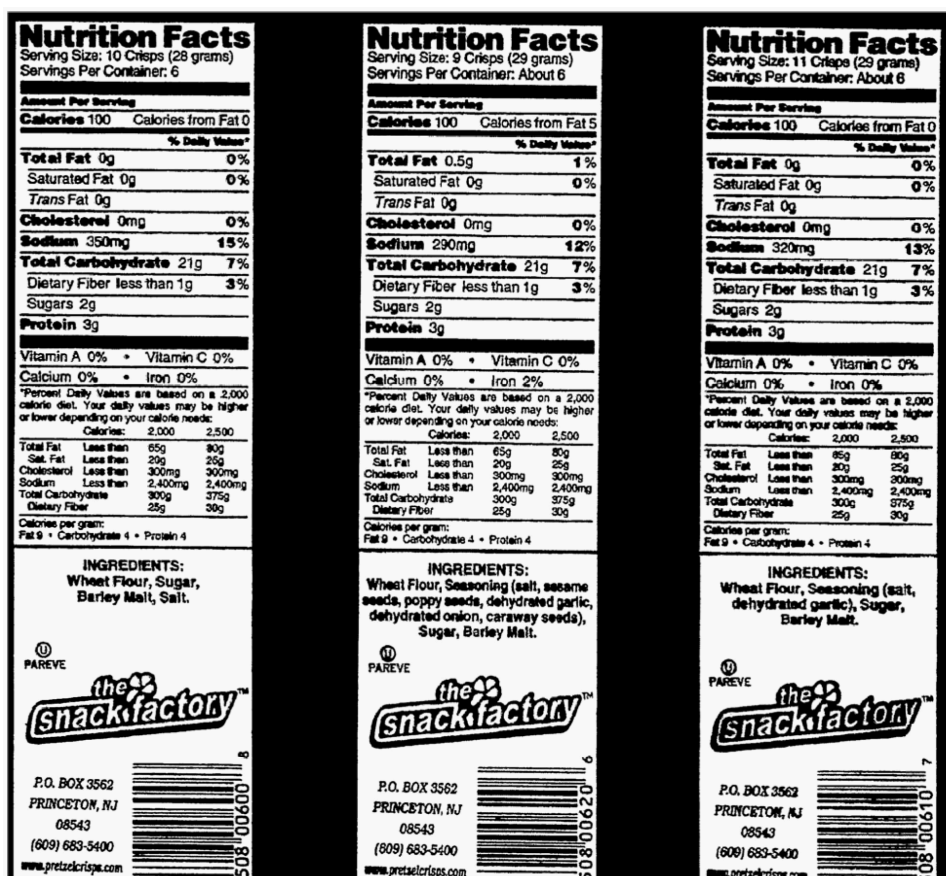 Nutrition Facts
Serving Size: 10 Crisps (28 grams)
Servings Per Container: 6
Amount Per Serving
Calories 100 Calories from Fat 0
% Daily Value*
Total Fat 0g 0%
Saturated Fat 0g 0%
Trans Fat 0g
Cholesterol 0mg 0%
Sodium 350mg 15%
Total Carbohydrate 21g 7%
Dietary Fiber less than 1g 3%
Sugars 2g
Protein 3g
Vitamin A 0% • Vitamin C 0%
Calcium 0% • Iron 0%
*Percent Daily Values are based on a 2,000
calorie diet. Your daily values may be higher
or lower depending on your calorie needs:
Calories: 2,000 2,500
Total Fat Less than 65g 80g
Sat. Fat Less than 20g 25g
Cholesterol Less than 300mg 300mg
Sodium Less than 2,400mg 2,400mg
Total Carbohydrate 300g 375g
Dietary Fiber 25g 30g
Calories per gram:
Fat 9 • Carbohydrate 4 • Protein 4
INGREDIENTS:
Wheat Flour, Sugar,
Barley Malt, Salt.
U
PAREVE
the
snack factory™
P.O. BOX 3562
PRINCETON, NJ
08543
(609) 683-5400
www.pretzelcrisps.com
508 00600 8
Nutrition Facts
Serving Size: 9 Crisps (29 grams)
Servings Per Container: About 6
Amount Per Serving
Calories 100 Calories from Fat 5
% Daily Value*
Total Fat 0.5g 1%
Saturated Fat 0g 0%
Trans Fat 0g
Cholesterol 0mg 0%
Sodium 290mg 12%
Total Carbohydrate 21g 7%
Dietary Fiber less than 1g 3%
Sugars 2g
Protein 3g
Vitamin A 0% • Vitamin C 0%
Calcium 0% • Iron 2%
*Percent Daily Values are based on a 2,000
calorie diet. Your daily values may be higher
or lower depending on your calorie needs:
Calories: 2,000 2,500
Total Fat Less than 65g 80g
Sat. Fat Less than 20g 25g
Cholesterol Less than 300mg 300mg
Sodium Less than 2,400mg 2,400mg
Total Carbohydrate 300g 375g
Dietary Fiber 25g 30g
Calories per gram:
Fat 9 • Carbohydrate 4 • Protein 4
INGREDIENTS:
Wheat Flour, Seasoning (salt, sesame
seeds, poppy seeds, dehydrated garlic,
dehydrated onion, caraway seeds),
Sugar, Barley Malt.
U
PAREVE
the
snack factory™
P.O. BOX 3562
PRINCETON, NJ
08543
(609) 683-5400
www.pretzelcrisps.com
508 00620 6
Nutrition Facts
Serving Size: 11 Crisps (29 grams)
Servings Per Container: About 6
Amount Per Serving
Calories 100 Calories from Fat 0
% Daily Value*
Total Fat 0g 0%
Saturated Fat 0g 0%
Trans Fat 0g
Cholesterol 0mg 0%
Sodium 320mg 13%
Total Carbohydrate 21g 7%
Dietary Fiber less than 1g 3%
Sugars 2g
Protein 3g
Vitamin A 0% • Vitamin C 0%
Calcium 0% • Iron 0%
*Percent Daily Values are based on a 2,000
calorie diet. Your daily values may be higher
or lower depending on your calorie needs:
Calories: 2,000 2,500
Total Fat Less than 65g 80g
Sat. Fat Less than 20g 25g
Cholesterol Less than 300mg 300mg
Sodium Less than 2,400mg 2,400mg
Total Carbohydrate 300g 375g
Dietary Fiber 25g 30g
Calories per gram:
Fat 9 • Carbohydrate 4 • Protein 4
INGREDIENTS:
Wheat Flour, Seasoning (salt,
dehydrated garlic), Sugar,
Barley Malt.
U
PAREVE
the
snack factory™
P.O. BOX 3562
PRINCETON, NJ
08543
(609) 683-5400
www.pretzelcrisps.com
508 00610 7